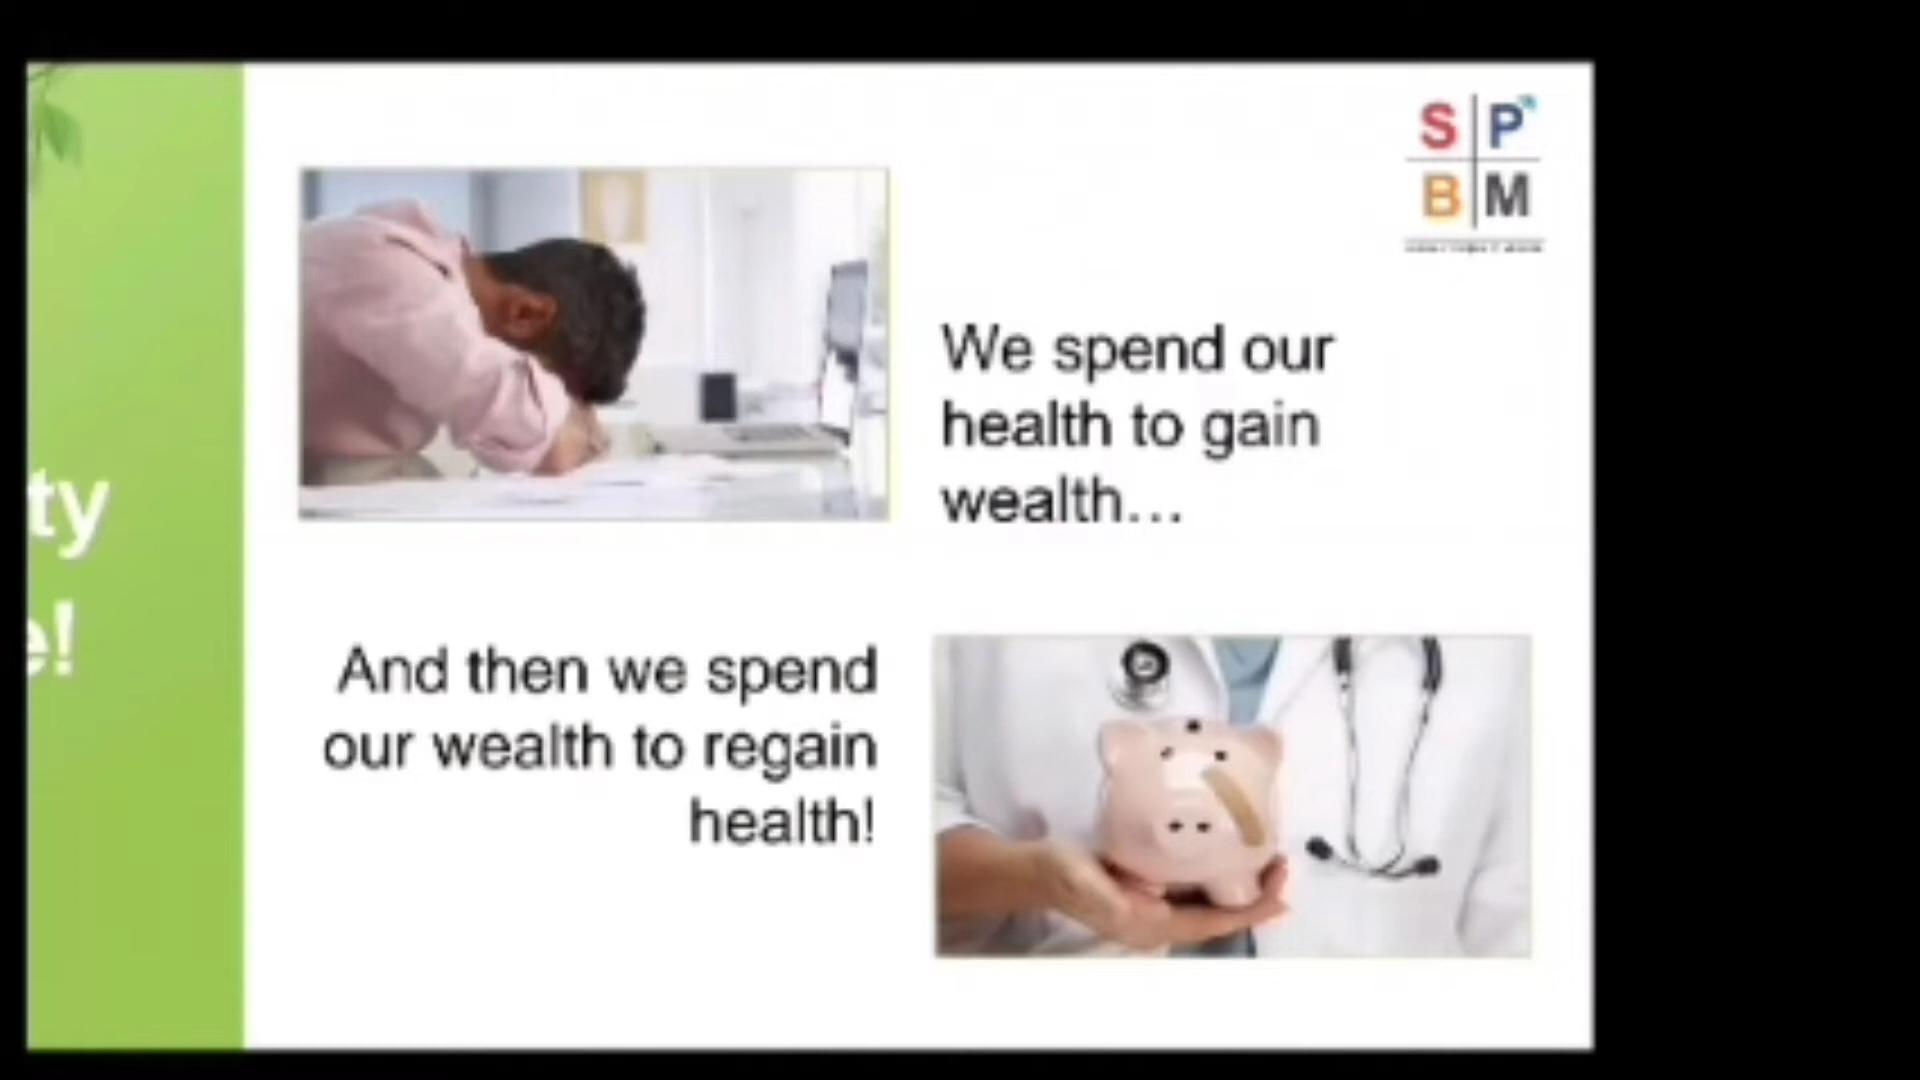 S P
B M
We spend our
health to gain
wealth...
ty
e!
And then we spend
our wealth to regain
health!